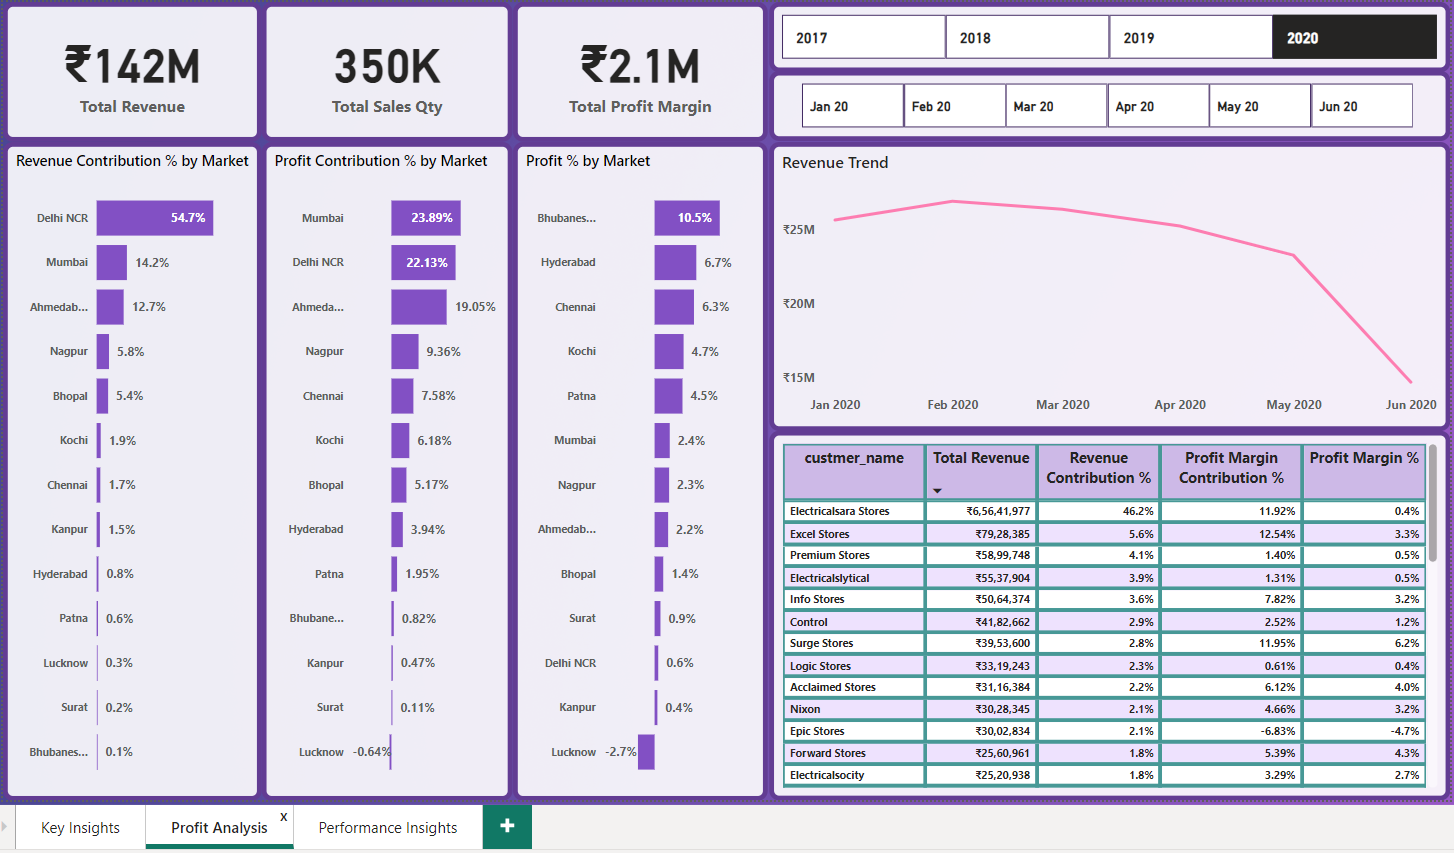 ₹142M
Total Revenue
350K
Total Sales Qty
₹2.1M
Total Profit Margin
2017 2018 2019 2020
Jan 20 Feb 20 Mar 20 Apr 20 May 20 Jun 20
Revenue Contribution % by Market
Delhi NCR 54.7%
Mumbai 14.2%
Ahmedab... 12.7%
Nagpur 5.8%
Bhopal 5.4%
Kochi 1.9%
Chennai 1.7%
Kanpur 1.5%
Hyderabad 0.8%
Patna 0.6%
Lucknow 0.3%
Surat 0.2%
Bhubanes... 0.1%
Profit Contribution % by Market
Mumbai 23.89%
Delhi NCR 22.13%
Ahmeda... 19.05%
Nagpur 9.36%
Chennai 7.58%
Kochi 6.18%
Bhopal 5.17%
Hyderabad 3.94%
Patna 1.95%
Bhubane... 0.82%
Kanpur 0.47%
Surat 0.11%
Lucknow -0.64%
Profit % by Market
Bhubanes... 10.5%
Hyderabad 6.7%
Chennai 6.3%
Kochi 4.7%
Patna 4.5%
Mumbai 2.4%
Nagpur 2.3%
Ahmedab... 2.2%
Bhopal 1.4%
Surat 0.9%
Delhi NCR 0.6%
Kanpur 0.4%
Lucknow -2.7%
Revenue Trend
₹25M
₹20M
₹15M
Jan 2020 Feb 2020 Mar 2020 Apr 2020 May 2020 Jun 2020
custmer_name Total Revenue Revenue Contribution % Profit Margin Contribution % Profit Margin %
Electricalsara Stores ₹6,56,41,977 46.2% 11.92% 0.4%
Excel Stores ₹79,28,385 5.6% 12.54% 3.3%
Premium Stores ₹58,99,748 4.1% 1.40% 0.5%
Electricalslytical ₹55,37,904 3.9% 1.31% 0.5%
Info Stores ₹50,64,374 3.6% 7.82% 3.2%
Control ₹41,82,662 2.9% 2.52% 1.2%
Surge Stores ₹39,53,600 2.8% 11.95% 6.2%
Logic Stores ₹33,19,243 2.3% 0.61% 0.4%
Acclaimed Stores ₹31,16,384 2.2% 6.12% 4.0%
Nixon ₹30,28,345 2.1% 4.66% 3.2%
Epic Stores ₹30,02,834 2.1% -6.83% -4.7%
Forward Stores ₹25,60,961 1.8% 5.39% 4.3%
Electricalsocity ₹25,20,938 1.8% 3.29% 2.7%
Key Insights Profit Analysis x Performance Insights +